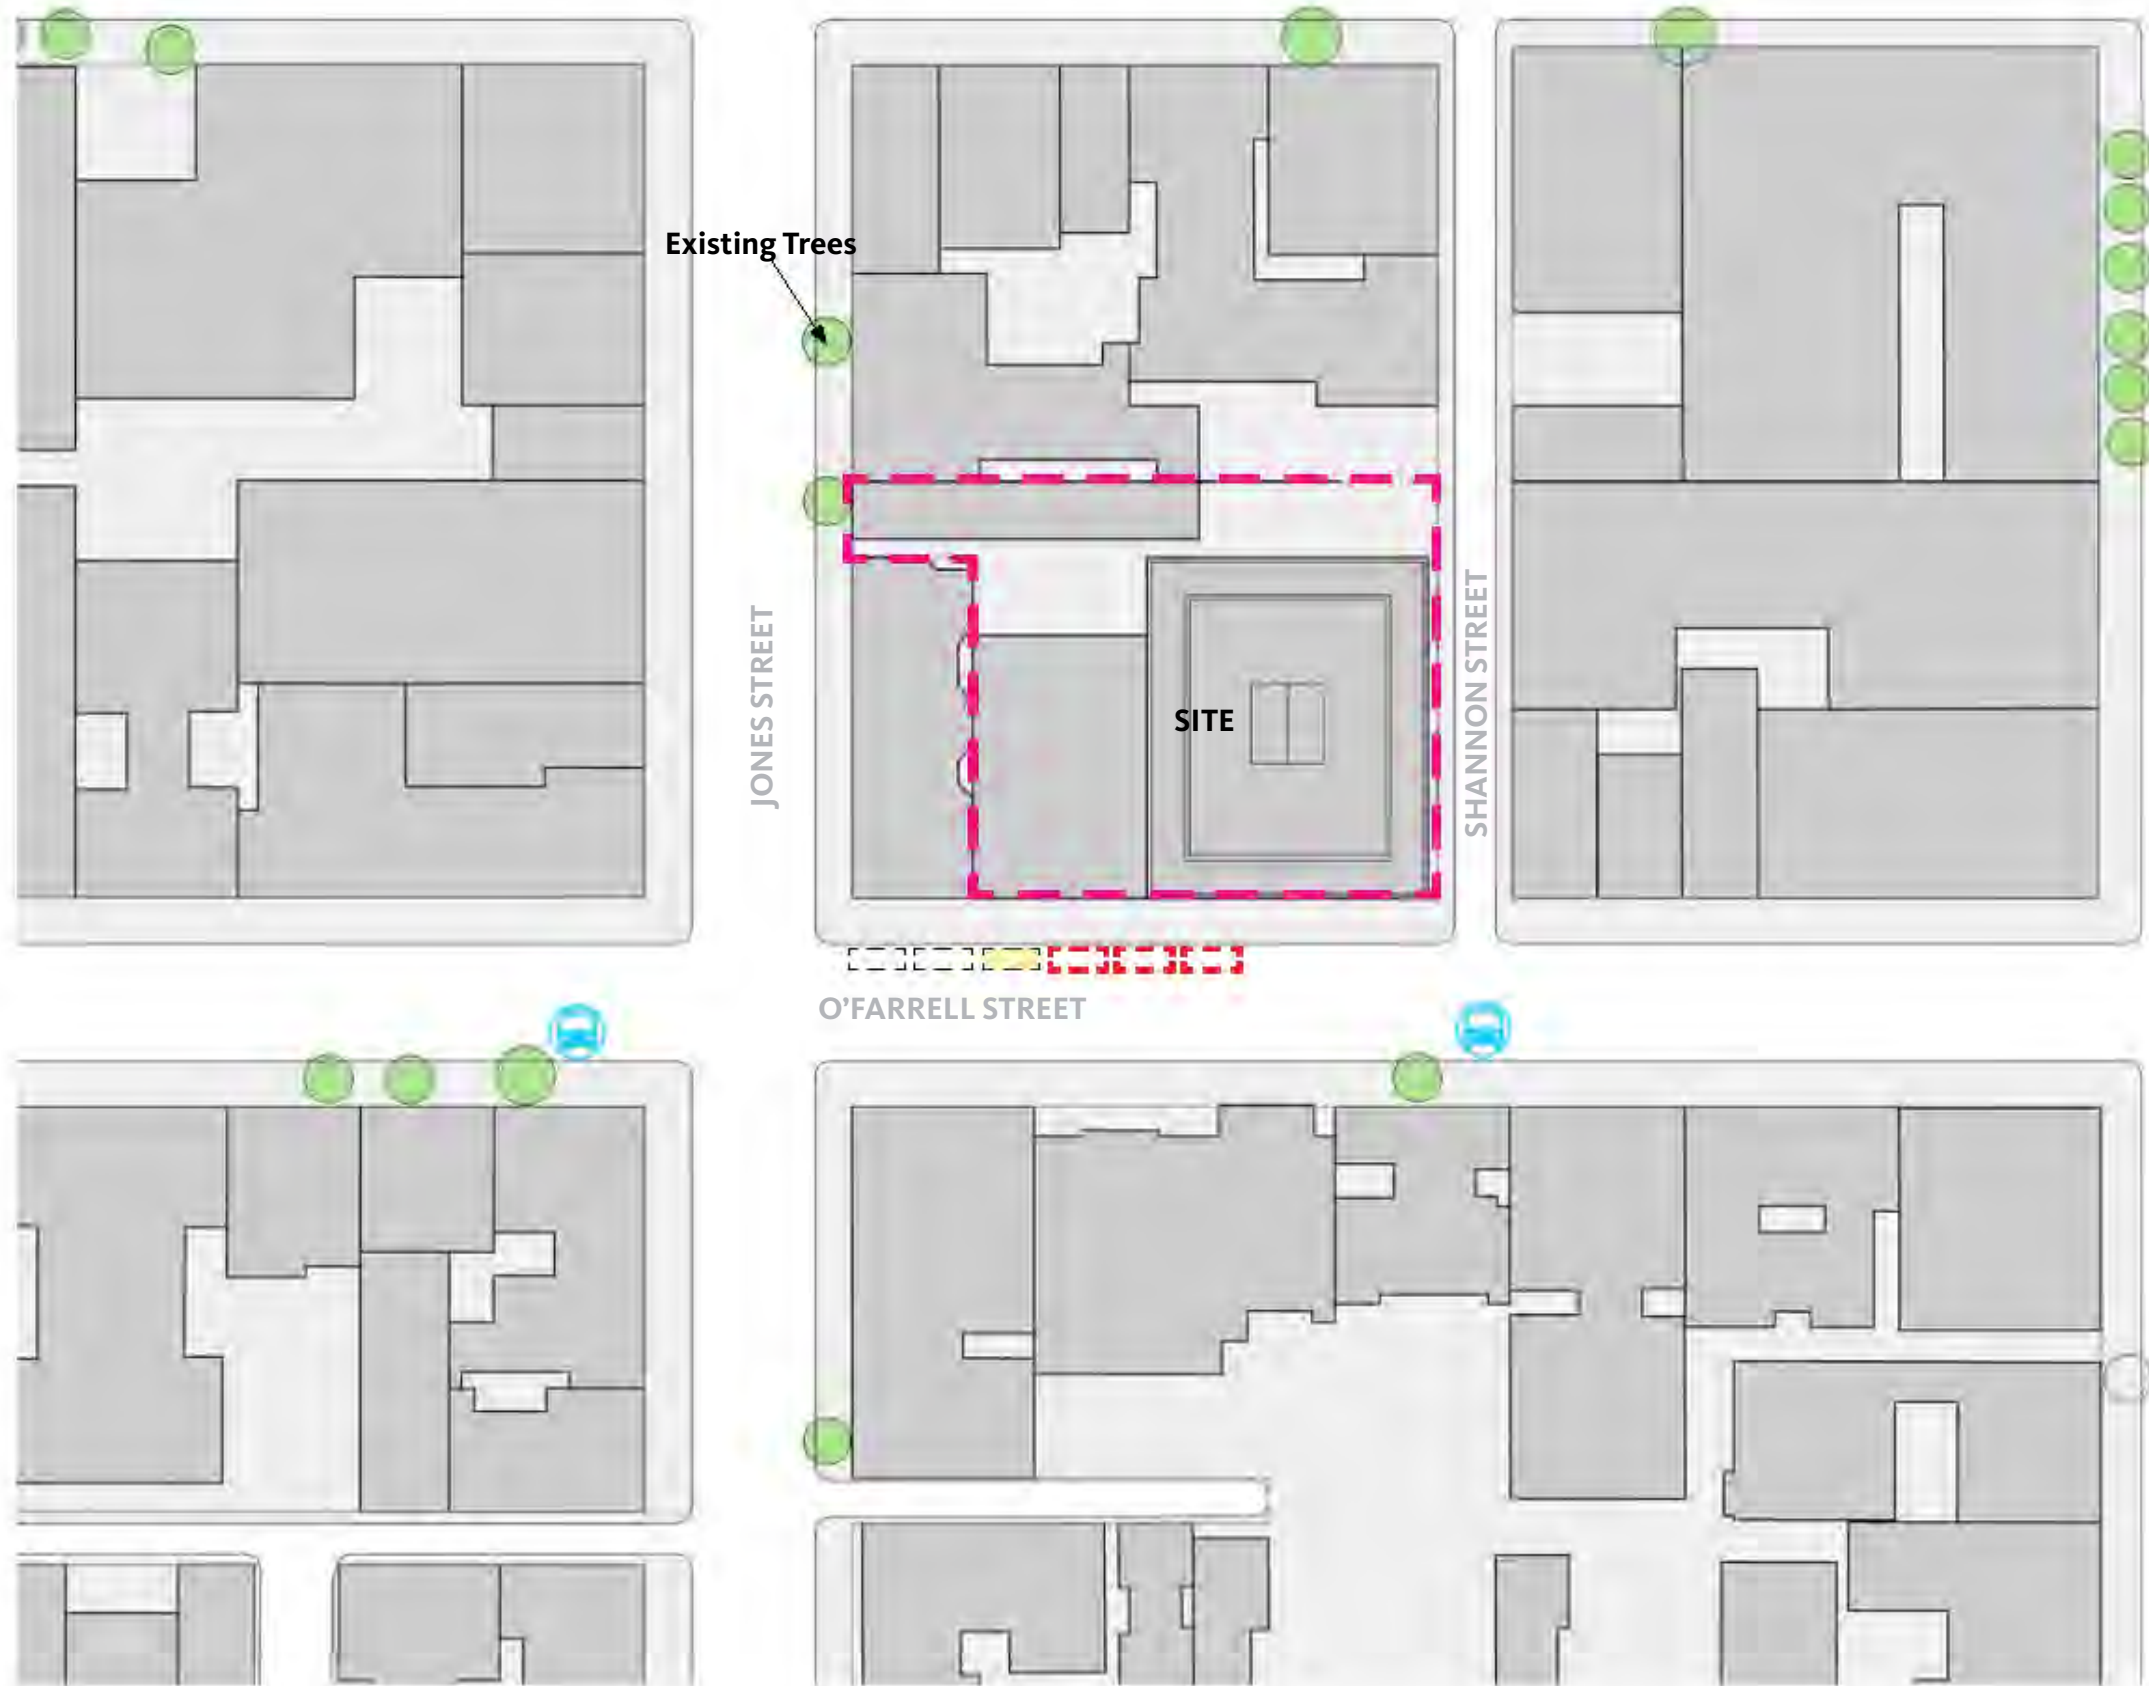 Existing Trees
JONES STREET
SITE
SHANNON STREET
O’FARRELL STREET